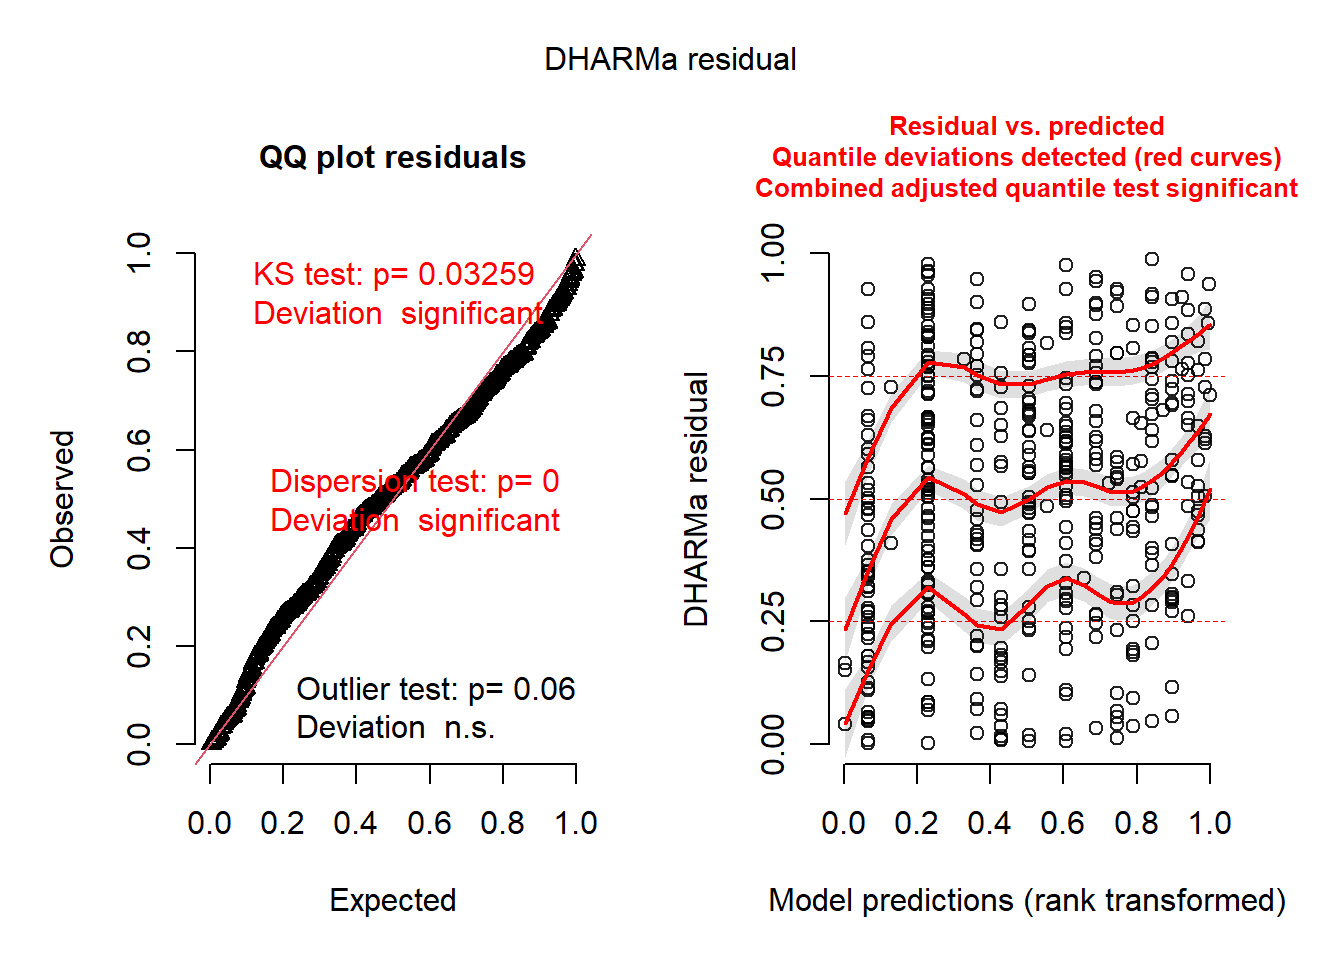 DHARMa residual
QQ plot residuals
KS test: p= 0.03259
Deviation  significant
Dispersion test: p= 0
Deviation  significant
Outlier test: p= 0.06
Deviation  n.s.
Observed
0.0 0.2 0.4 0.6 0.8 1.0
0.0 0.2 0.4 0.6 0.8 1.0
Expected
Residual vs. predicted
Quantile deviations detected (red curves)
Combined adjusted quantile test significant
DHARMa residual
0.00 0.25 0.50 0.75 1.00
0.0 0.2 0.4 0.6 0.8 1.0
Model predictions (rank transformed)